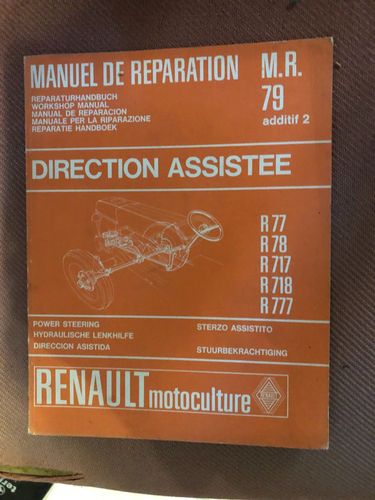 MANUEL DE REPARATION
M.R.
79
additif 2
REPARATURHANDBUCH
WORKSHOP MANUAL
MANUAL DE REPARACION
MANUALE PER LA RIPARAZIONE
REPARATIE HANDBOEK
DIRECTION ASSISTEE
R 77
R 78
R 717
R 718
R 777
POWER STEERING
HYDRAULISCHE LENKHILFE
DIRECCION ASISTIDA
STERZO ASSISTITO
STUURBEKRACHTIGING
RENAULT motoculture
RENAULT